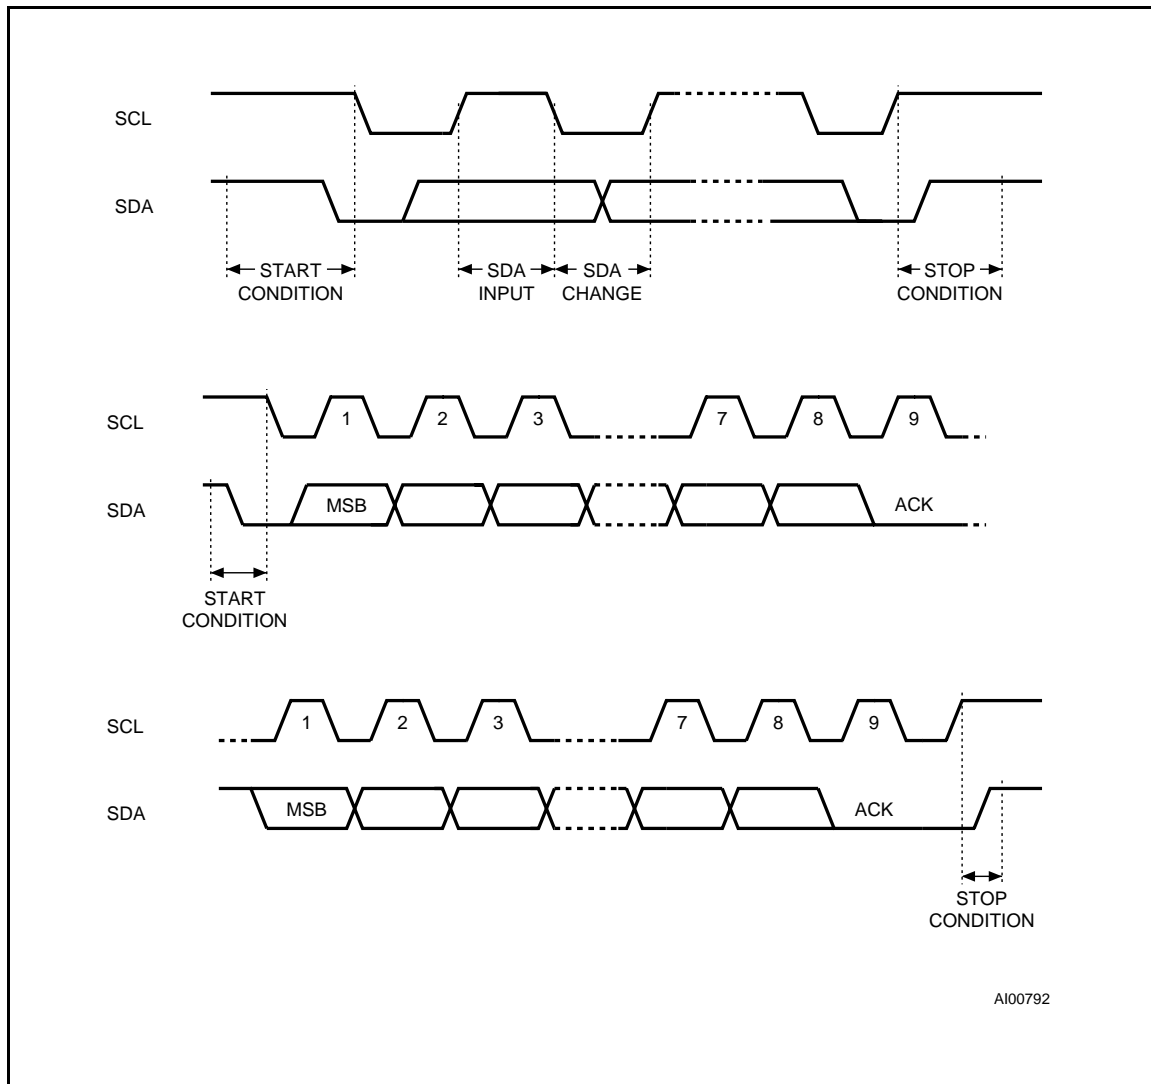 SCL
SDA
START
CONDITION
SDA
INPUT
SDA
CHANGE
STOP
CONDITION
SCL
1 2 3 7 8 9
SDA
MSB ACK
START
CONDITION
SCL
1 2 3 7 8 9
SDA
MSB ACK
STOP
CONDITION
AI00792